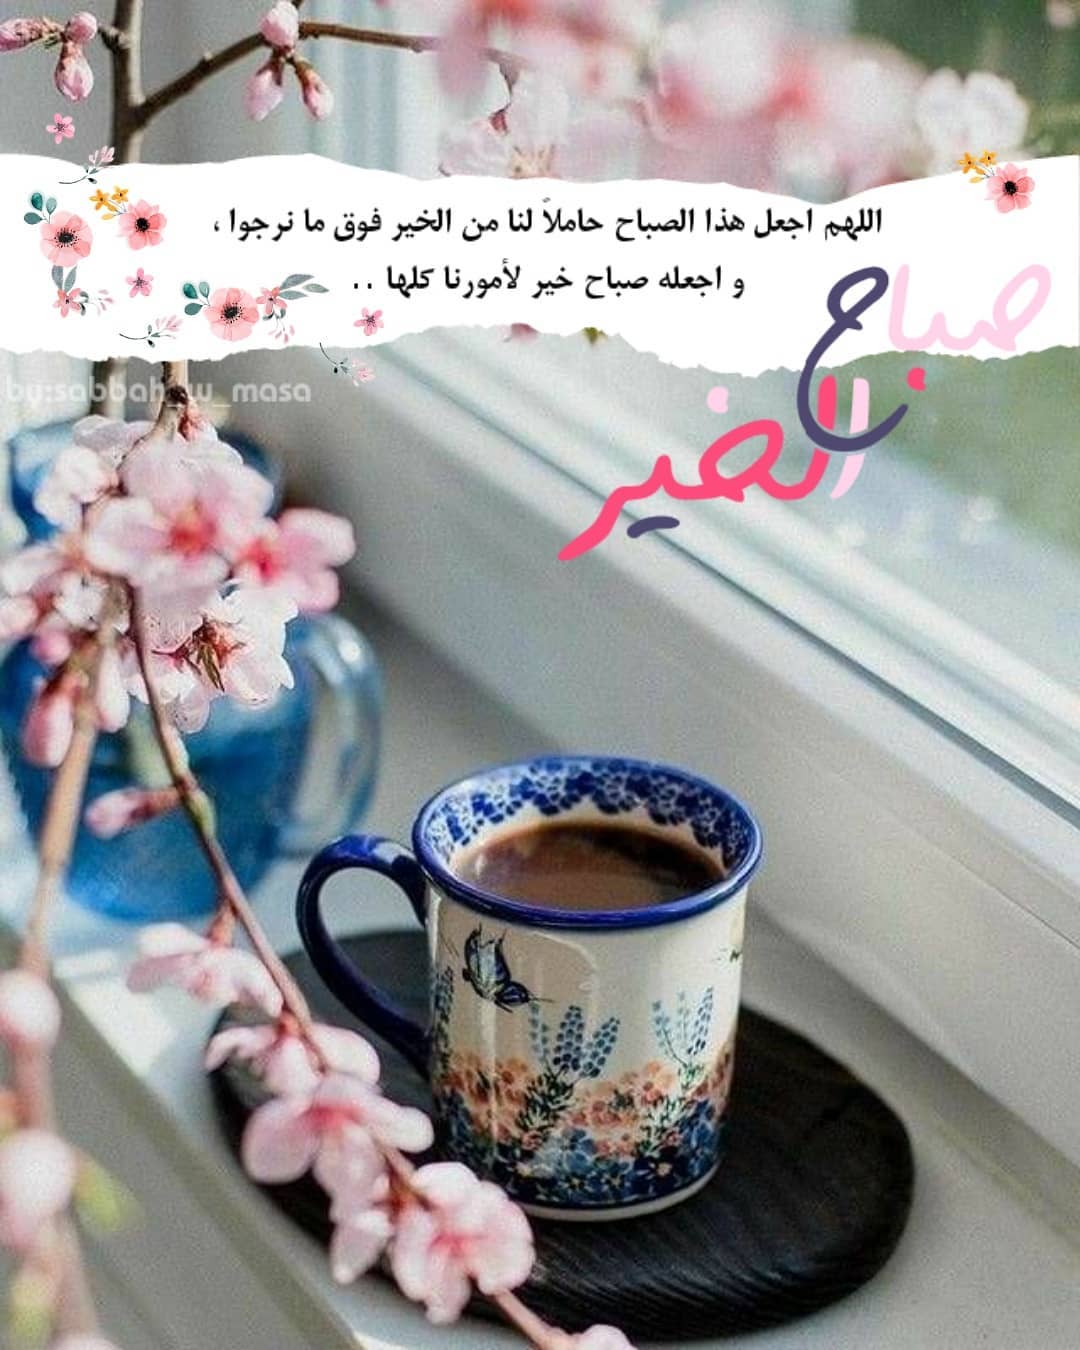 اللهم اجعل هذا الصباح حاملاً لنا من الخير فوق ما نرجوا ،
و اجعله صباح خير لأمورنا كلها ..
صباح
الخير
by:sabbah_w_masa